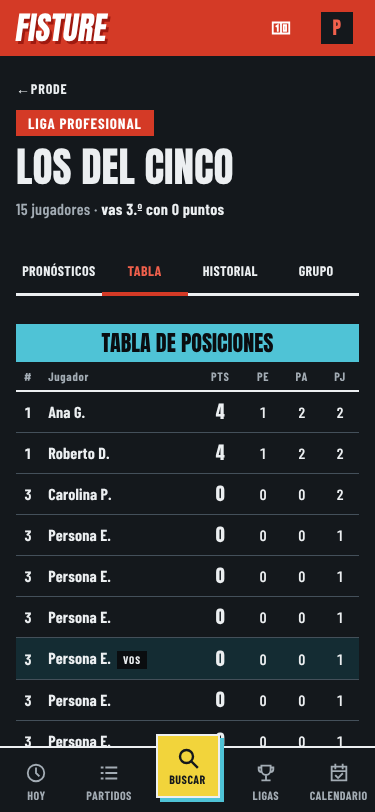 FISTURE
P
←PRODE
LIGA PROFESIONAL
LOS DEL CINCO
15 jugadores · vas 3.º con 0 puntos
PRONÓSTICOS TABLA HISTORIAL GRUPO
TABLA DE POSICIONES
# Jugador PTS PE PA PJ
1 Ana G. 4 1 2 2
1 Roberto D. 4 1 2 2
3 Carolina P. 0 0 0 2
3 Persona E. 0 0 0 1
3 Persona E. 0 0 0 1
3 Persona E. 0 0 0 1
3 Persona E. VOS 0 0 0 1
3 Persona E. 0 0 0 1
3 Persona E. 0 0 0 1
HOY PARTIDOS BUSCAR LIGAS CALENDARIO